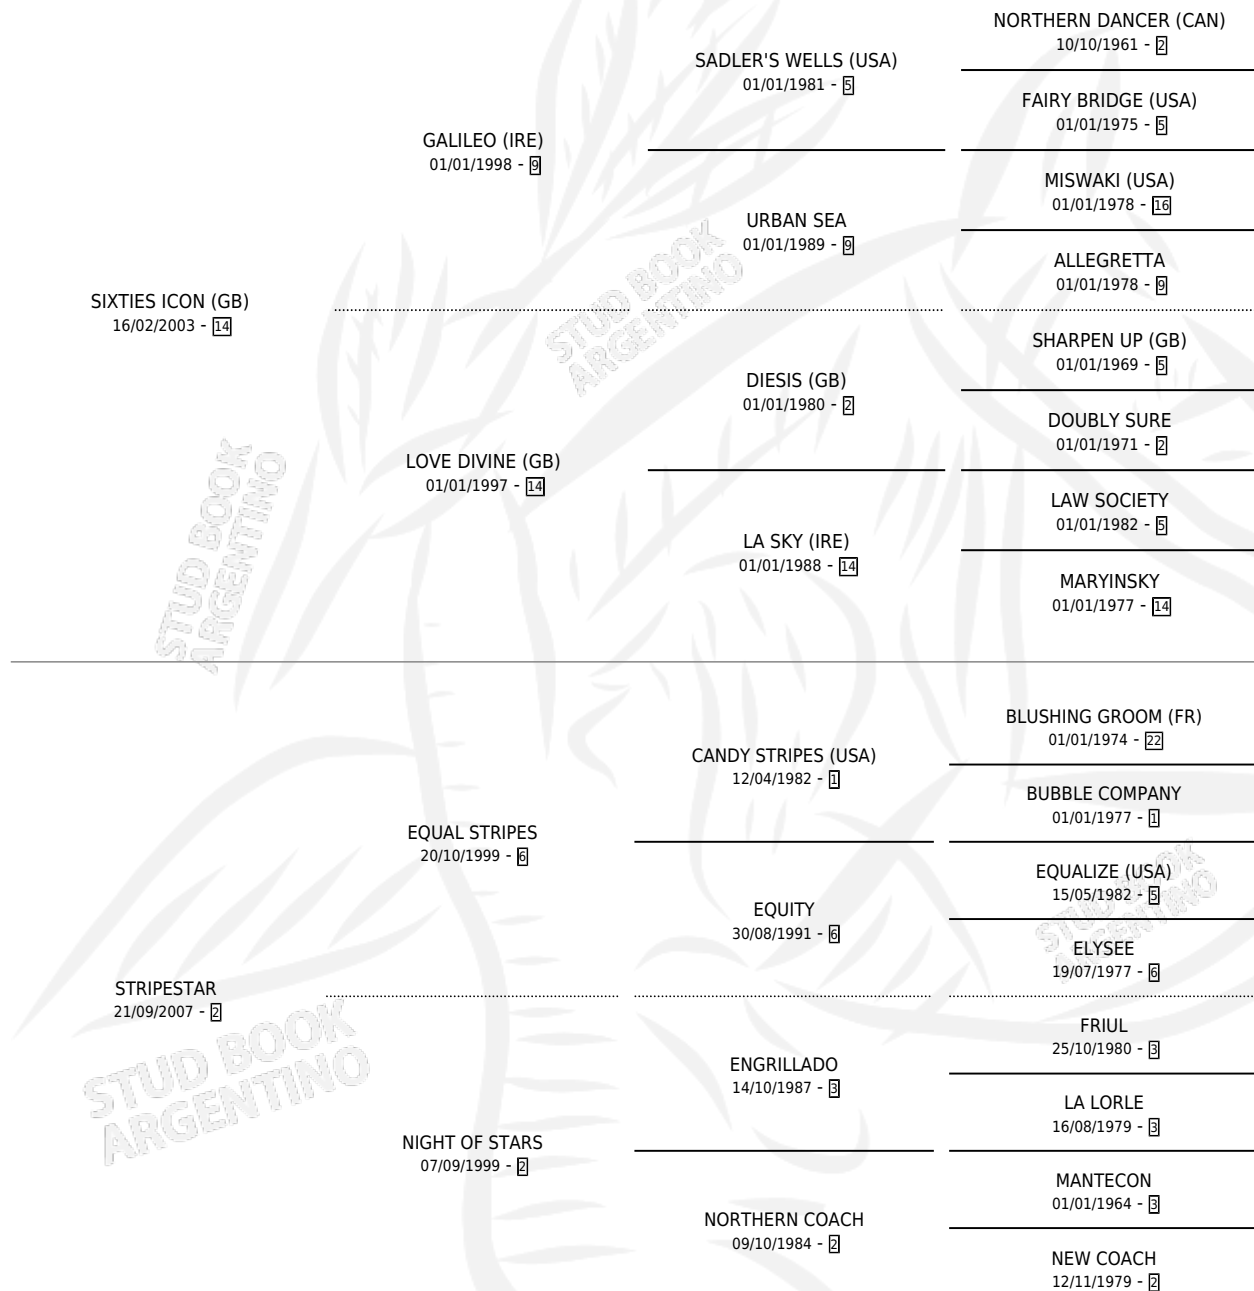 NORTHERN DANCER (CAN)
10/10/1961 - 2
SADLER'S WELLS (USA)
01/01/1981 - 5
FAIRY BRIDGE (USA)
01/01/1975 - 5
GALILEO (IRE)
01/01/1998 - 9
MISWAKI (USA)
01/01/1978 - 16
URBAN SEA
01/01/1989 - 9
ALLEGRETTA
01/01/1978 - 9
SIXTIES ICON (GB)
16/02/2003 - 14
STUD BOOK
ARGENTINO
SHARPEN UP (GB)
01/01/1969 - 5
DIESIS (GB)
01/01/1980 - 2
DOUBLY SURE
01/01/1971 - 2
LOVE DIVINE (GB)
01/01/1997 - 14
LAW SOCIETY
01/01/1982 - 5
LA SKY (IRE)
01/01/1988 - 14
MARYINSKY
01/01/1977 - 14
STUD BOOK
ARGENTINO
BLUSHING GROOM (FR)
01/01/1974 - 22
CANDY STRIPES (USA)
12/04/1982 - 1
BUBBLE COMPANY
01/01/1977 - 1
EQUAL STRIPES
20/10/1999 - 6
EQUALIZE (USA)
15/05/1982 - 5
EQUITY
30/08/1991 - 6
STUD BOOK
ARGENTINO
ELYSEE
19/07/1977 - 6
STRIPESTAR
21/09/2007 - 2
FRIUL
25/10/1980 - 3
ENGRILLADO
14/10/1987 - 3
STUD BOOK
ARGENTINO
LA LORLE
16/08/1979 - 3
NIGHT OF STARS
07/09/1999 - 2
MANTECON
01/01/1964 - 3
NORTHERN COACH
09/10/1984 - 2
NEW COACH
12/11/1979 - 2